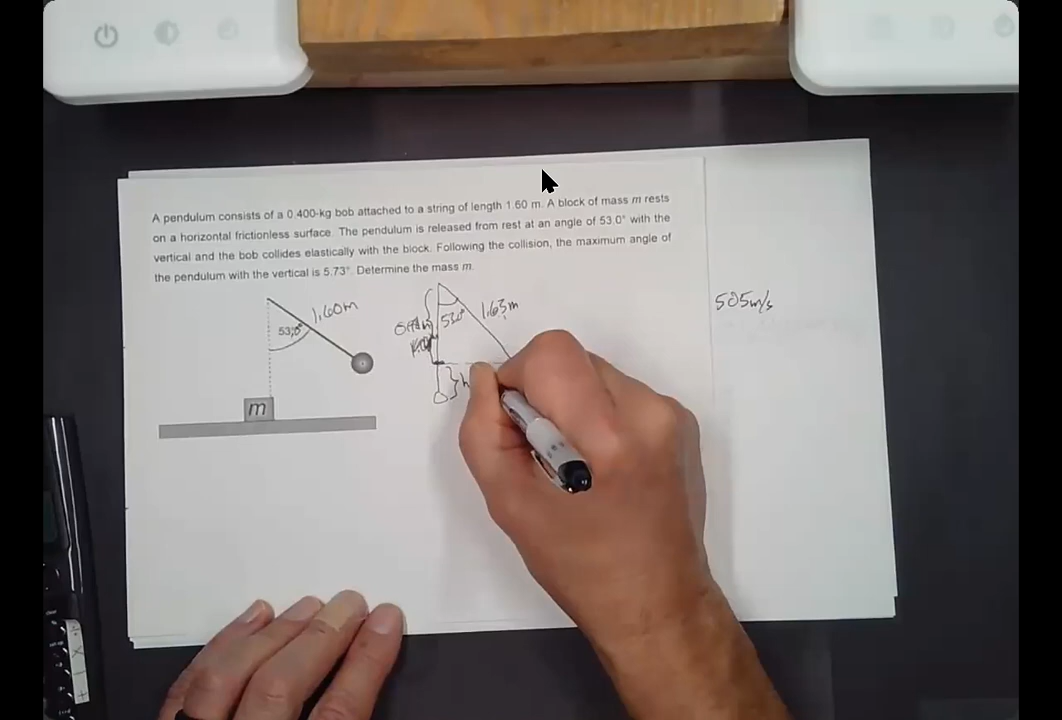 A pendulum consists of a 0.400-kg bob attached to a string of length 1.60 m. A block of mass m rests
on a horizontal frictionless surface. The pendulum is released from rest at an angle of 53.0° with the
vertical and the bob collides elastically with the block. Following the collision, the maximum angle of
the pendulum with the vertical is 5.73°. Determine the mass m.
1.60m
53.0°
m
53.0°
1.63m
h
505m/s